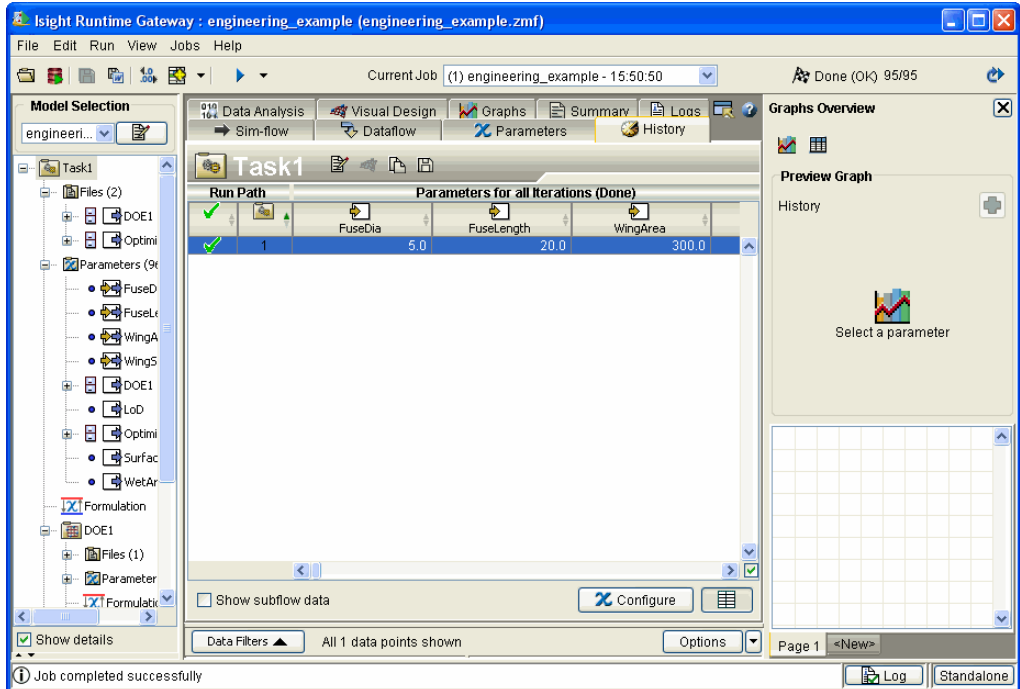 Isight Runtime Gateway : engineering_example (engineering_example.zmf)
File Edit Run View Jobs Help
Current Job (1) engineering_example - 15:50:50 Done (OK) 95/95
Model Selection
engineeri...
Task1
Files (2)
DOE1
Optimi
Parameters (96
FuseD
FuseLe
WingA
WingS
DOE1
LoD
Optimi
Surfac
WetAr
Formulation
DOE1
Files (1)
Parameter
Formulatic
Show details
Data Analysis Visual Design Graphs Summary Logs
Sim-flow Dataflow Parameters History
Task1
Run Path Parameters for all Iterations (Done)
FuseDia FuseLength WingArea
1 5.0 20.0 300.0
Show subflow data Configure
Data Filters All 1 data points shown Options
Graphs Overview
Preview Graph
History
Select a parameter
Page 1 <New>
Job completed successfully Log Standalone